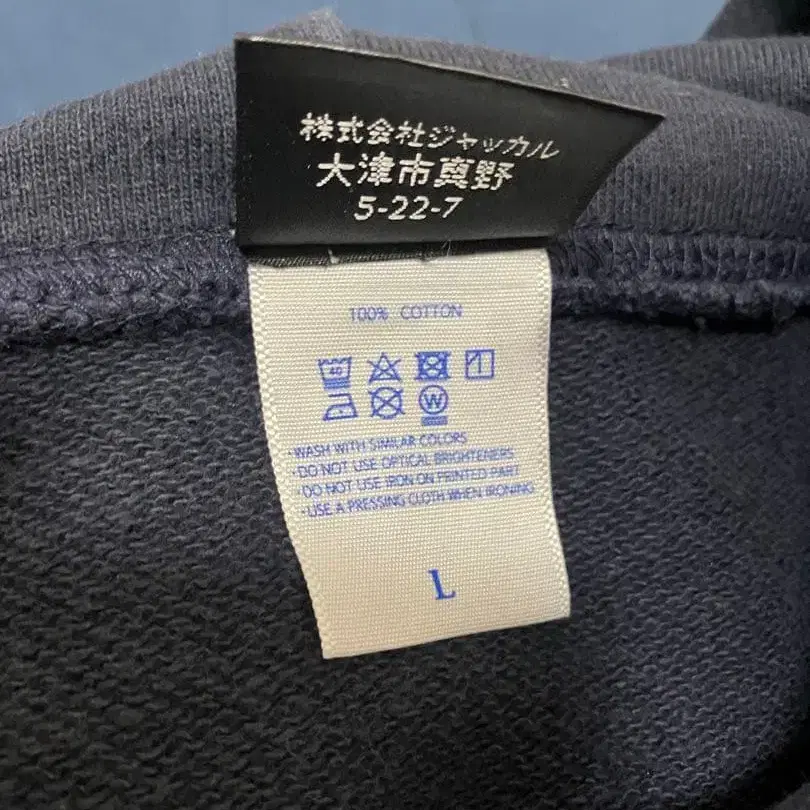 株式会社ジャッカル
大津市真野
5-22-7
100% COTTON
40
W
•WASH WITH SIMILAR COLORS
•DO NOT USE OPTICAL BRIGHTENERS
•DO NOT USE IRON ON PRINTED PART
•USE A PRESSING CLOTH WHEN IRONING
L